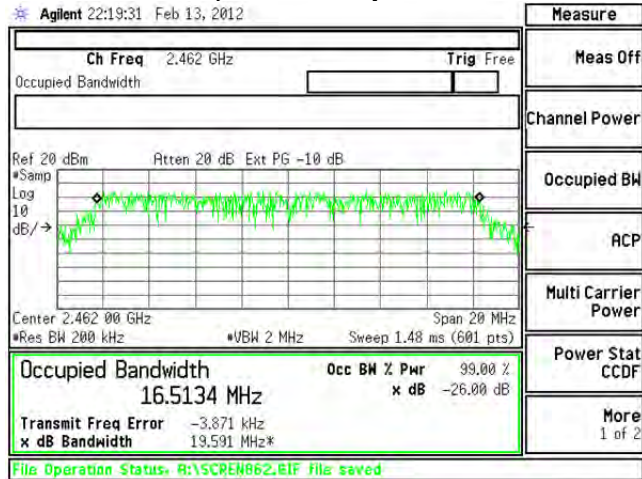 Agilent 22:19:31 Feb 13, 2012
Measure
Ch Freq 2.462 GHz Trig Free
Meas Off
Occupied Bandwidth
Channel Power
Ref 20 dBm Atten 20 dB Ext PG -10 dB
#Samp
Log
10
dB/
Occupied BW
ACP
Multi Carrier
Power
Center 2.462 00 GHz Span 20 MHz
#Res BW 200 kHz #VBW 2 MHz Sweep 1.48 ms (601 pts)
Power Stat
CCDF
Occupied Bandwidth Occ BW % Pwr 99.00 %
16.5134 MHz x dB -26.00 dB
Transmit Freq Error -3.871 kHz
x dB Bandwidth 19.591 MHz*
More
1 of 2
File Operation Status, A:\SCREN862.GIF file saved